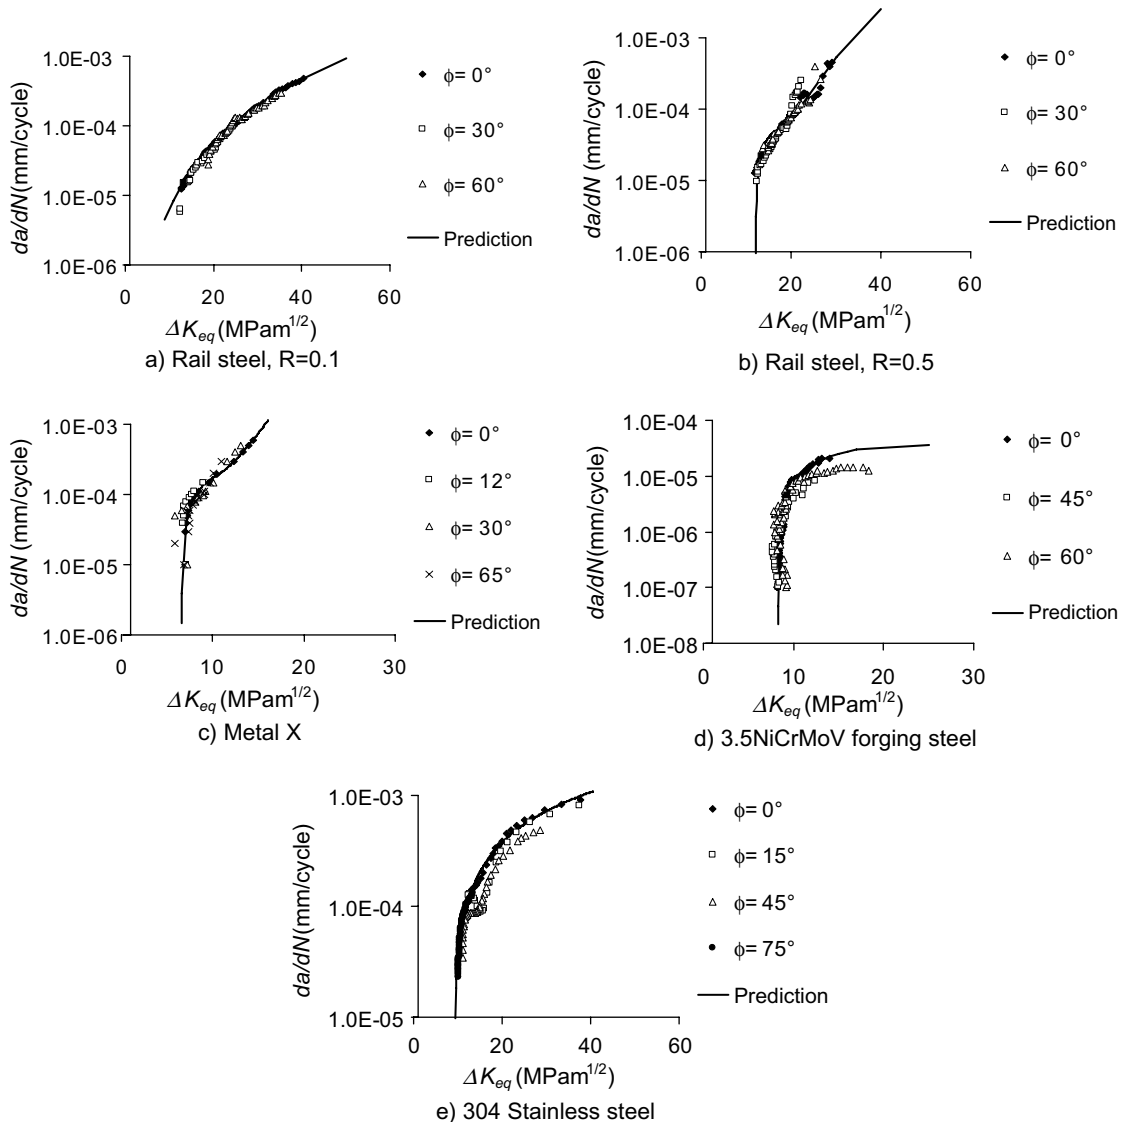 1.0E-03
1.0E-04
1.0E-05
1.0E-06
da/dN(mm/cycle)
0 20 40 60
ΔKeq (MPam1/2)
ϕ= 0°
ϕ= 30°
ϕ= 60°
Prediction
a) Rail steel, R=0.1
1.0E-03
1.0E-04
1.0E-05
1.0E-06
da/dN (mm/cycle)
0 20 40 60
ΔKeq (MPam1/2)
ϕ= 0°
ϕ= 30°
ϕ= 60°
Prediction
b) Rail steel, R=0.5
1.0E-03
1.0E-04
1.0E-05
1.0E-06
da/dN (mm/cycle)
0 10 20 30
ΔKeq (MPam1/2)
ϕ= 0°
ϕ= 12°
ϕ= 30°
ϕ= 65°
Prediction
c) Metal X
1.0E-04
1.0E-05
1.0E-06
1.0E-07
1.0E-08
da/dN(mm/cycle)
0 10 20 30
ΔKeq (MPam1/2)
ϕ= 0°
ϕ= 45°
ϕ= 60°
Prediction
d) 3.5NiCrMoV forging steel
1.0E-03
1.0E-04
1.0E-05
da/dN(mm/cycle)
0 20 40 60
ΔKeq (MPam1/2)
ϕ= 0°
ϕ= 15°
ϕ= 45°
ϕ= 75°
Prediction
e) 304 Stainless steel